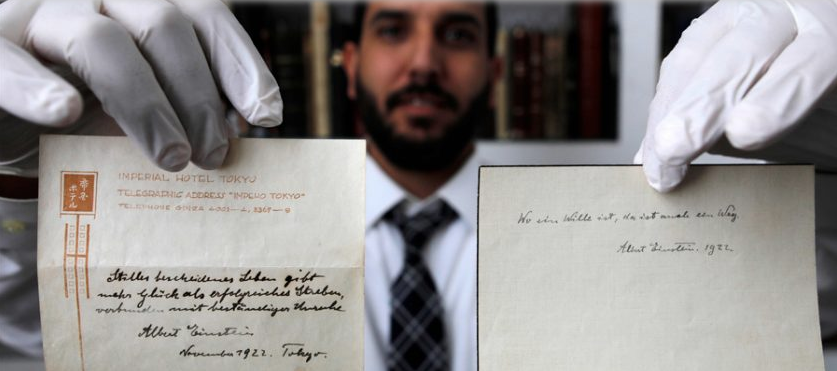 帝国
ホテル
IMPERIAL HOTEL TOKYO
TELEGRAPHIC ADDRESS "IMPEHO TOKYO"
TELEPHONE GINZA
Stilles bescheidenes Leben gibt
mehr Glück als erfolgreiches Streben,
verbunden mit beständiger Unruhe
Albert Einstein
November 1922. Tokyo.
Wo ein Wille ist, da ist auch ein Weg.
Albert Einstein. 1922